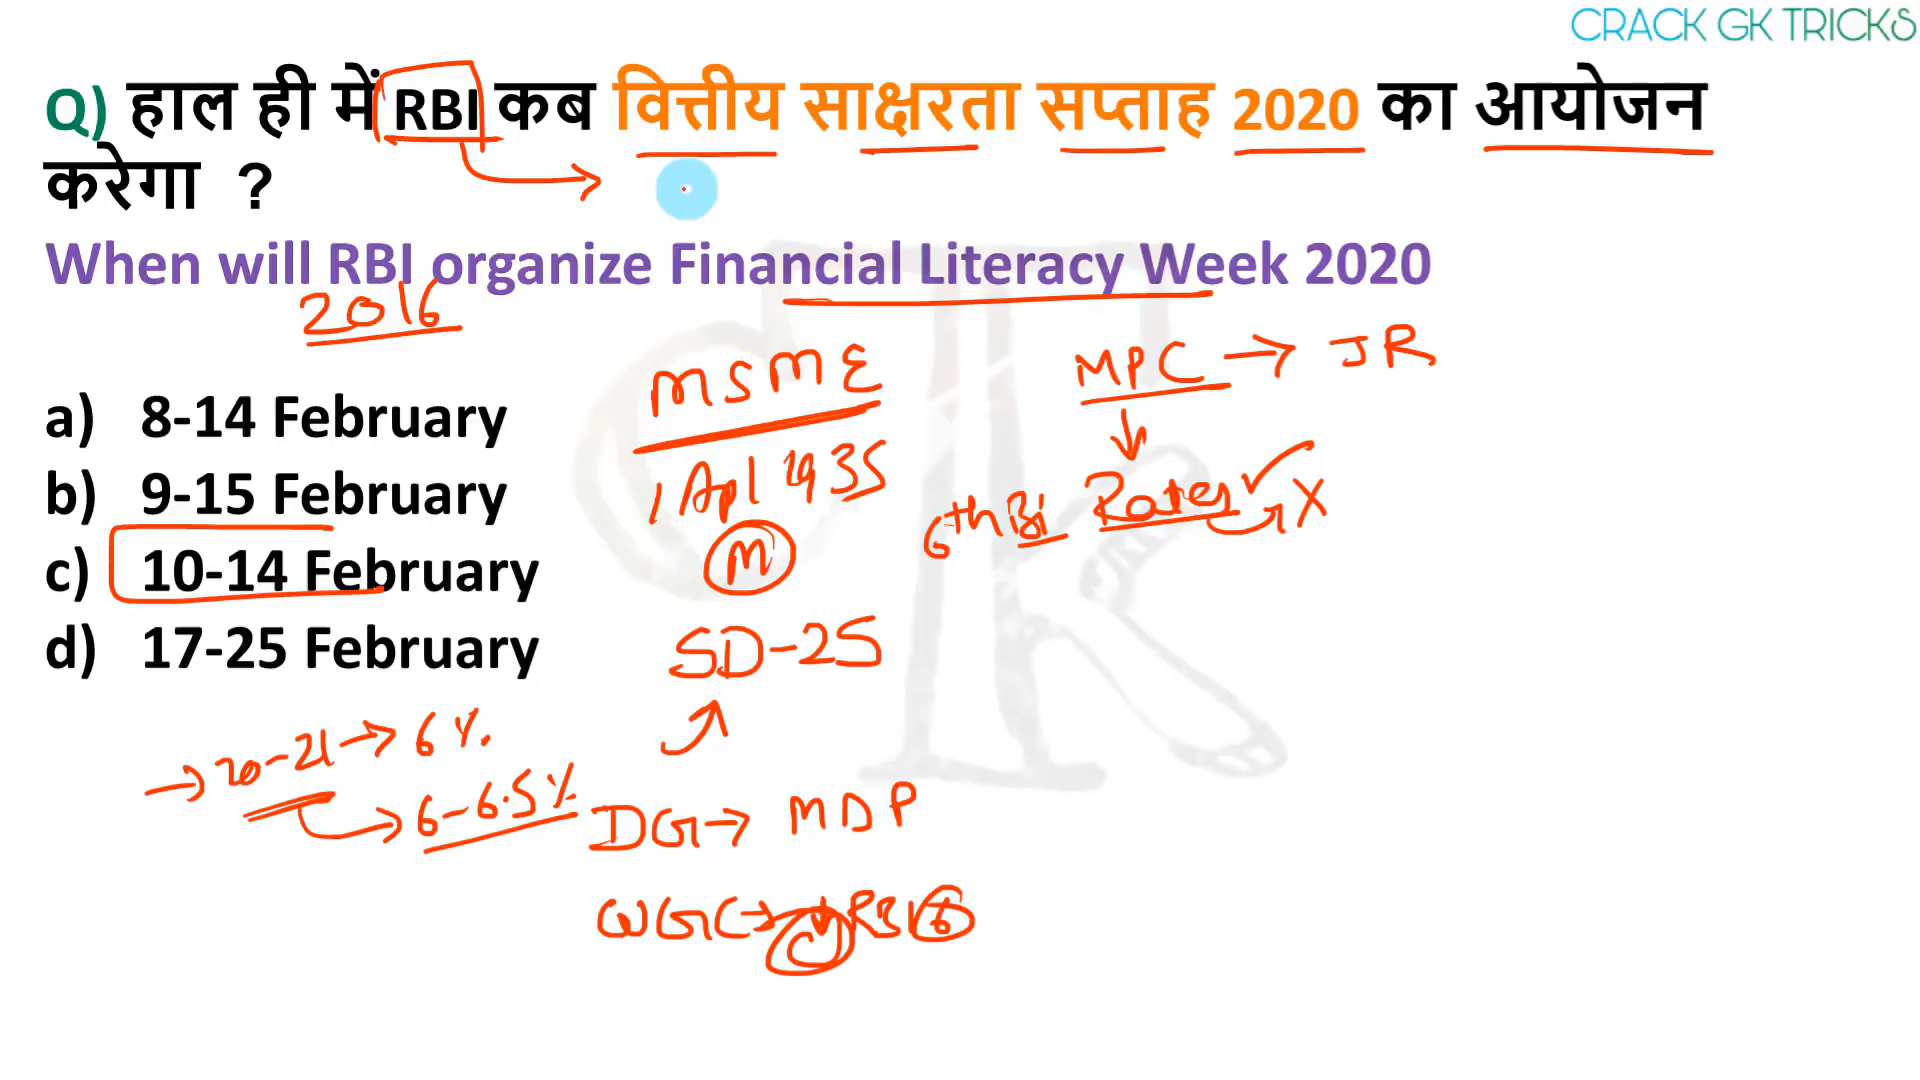 CRACK GK TRICKS
Q) हाल ही में RBI कब वित्तीय साक्षरता सप्ताह 2020 का आयोजन
करेगा ?
When will RBI organize Financial Literacy Week 2020
2016
MSME
MPC → JR
a) 8-14 February
1 Apl 1935
b) 9-15 February
6th Bi Rates X
M
c) 10-14 February
SD-25
d) 17-25 February
→ 20-21 → 6%.
→ 6-6.5%
DG → MDP
WGC →